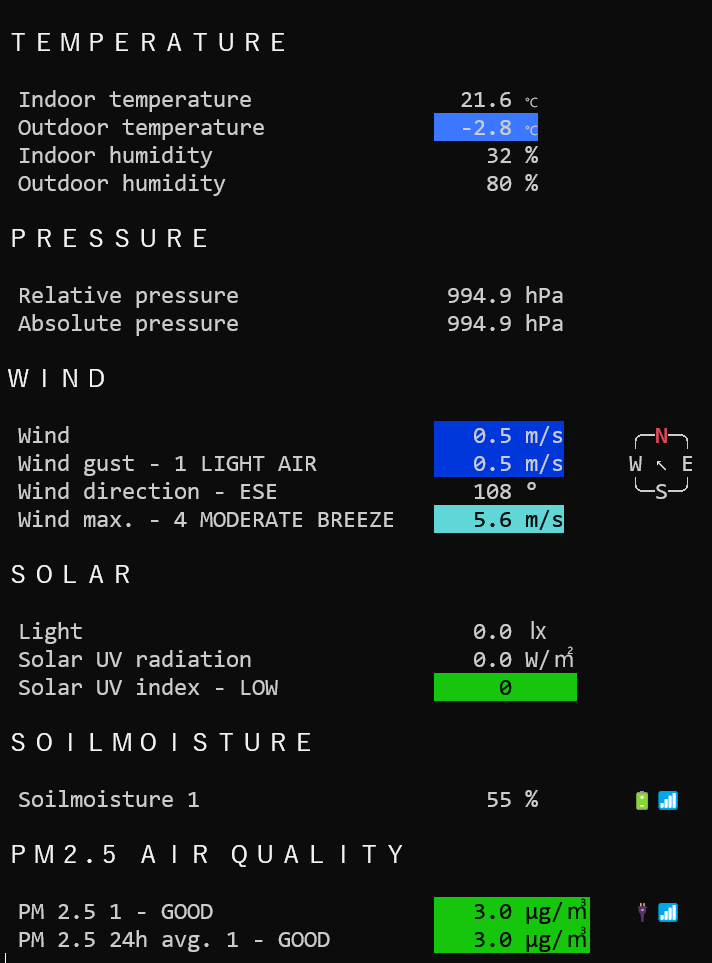 TEMPERATURE
Indoor temperature 21.6 ℃
Outdoor temperature -2.8 ℃
Indoor humidity 32 %
Outdoor humidity 80 %
PRESSURE
Relative pressure 994.9 hPa
Absolute pressure 994.9 hPa
WIND
Wind 0.5 m/s N
Wind gust - 1 LIGHT AIR 0.5 m/s W ↖ E
Wind direction - ESE 108 ° S
Wind max. - 4 MODERATE BREEZE 5.6 m/s
SOLAR
Light 0.0 lx
Solar UV radiation 0.0 W/㎡
Solar UV index - LOW 0
SOILMOISTURE
Soilmoisture 1 55 %
PM2.5 AIR QUALITY
PM 2.5 1 - GOOD 3.0 µg/㎥
PM 2.5 24h avg. 1 - GOOD 3.0 µg/㎥